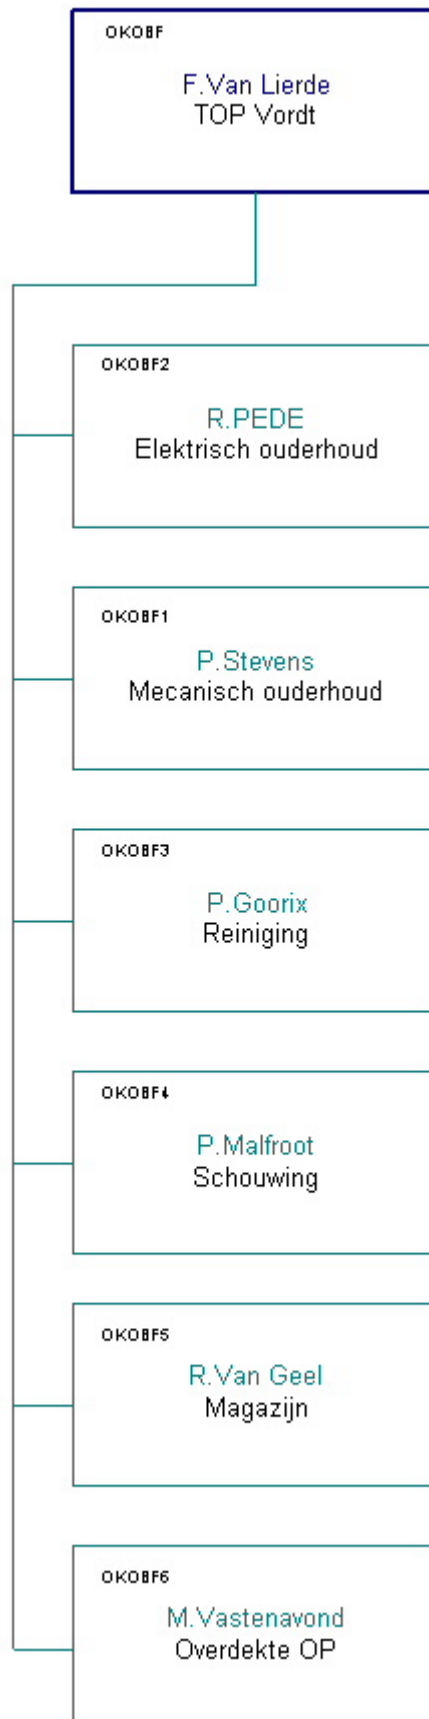 OKOBF
F.Van Lierde
TOP Vordt
OKOBF2
R.PEDE
Elektrisch ouderhoud
OKOBF1
P.Stevens
Mecanisch ouderhoud
OKOBF3
P.Goorix
Reiniging
OKOBF4
P.Malfroot
Schouwing
OKOBF5
R.Van Geel
Magazijn
OKOBF6
M.Vastenavond
Overdekte OP